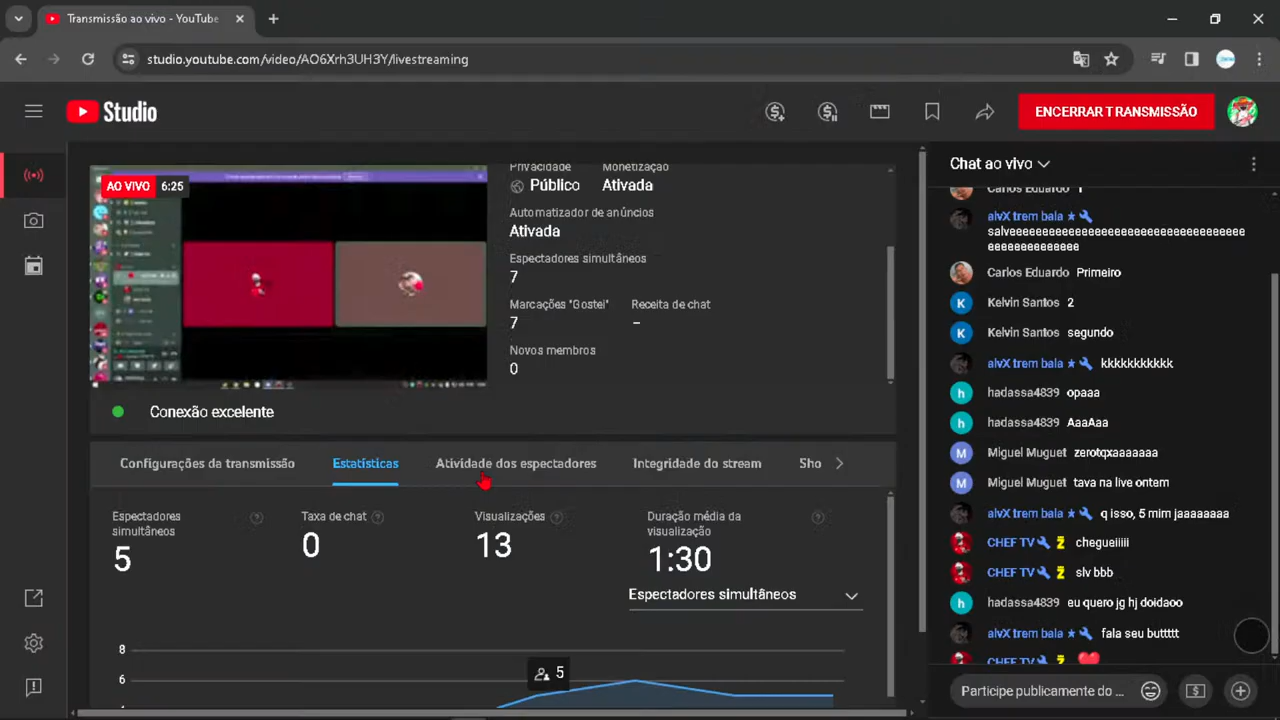 Transmissão ao vivo - YouTube
studio.youtube.com/video/AO6Xrh3UH3Y/livestreaming
Studio
ENCERRAR TRANSMISSÃO
AO VIVO 6:25
Privacidade Monetização
Público Ativada
Automatizador de anúncios
Ativada
Espectadores simultâneos
7
Marcações "Gostei" Receita de chat
7 –
Novos membros
0
Conexão excelente
Configurações da transmissão Estatísticas Atividade dos espectadores Integridade do stream Sho
Espectadores simultâneos
5
Taxa de chat
0
Visualizações
13
Duração média da visualização
1:30
Espectadores simultâneos
8
6
5
Chat ao vivo
Carlos Eduardo
alvX trem bala
salveeeeeeeeeeeeeeeeeeeeeeeeeeeeeeeeeee
eeeeeeeeeeeeeee
Carlos Eduardo Primeiro
K Kelvin Santos 2
K Kelvin Santos segundo
alvX trem bala kkkkkkkkkkk
h hadassa4839 opaaa
h hadassa4839 AaaAaa
M Miguel Muguet zerotqxaaaaaaa
M Miguel Muguet tava na live ontem
alvX trem bala q isso, 5 mim jaaaaaaaa
CHEF TV chegueiiiii
CHEF TV slv bbb
h hadassa4839 eu quero jg hj doidaoo
alvX trem bala fala seu butttttt
CHEF TV
Participe publicamente do ...